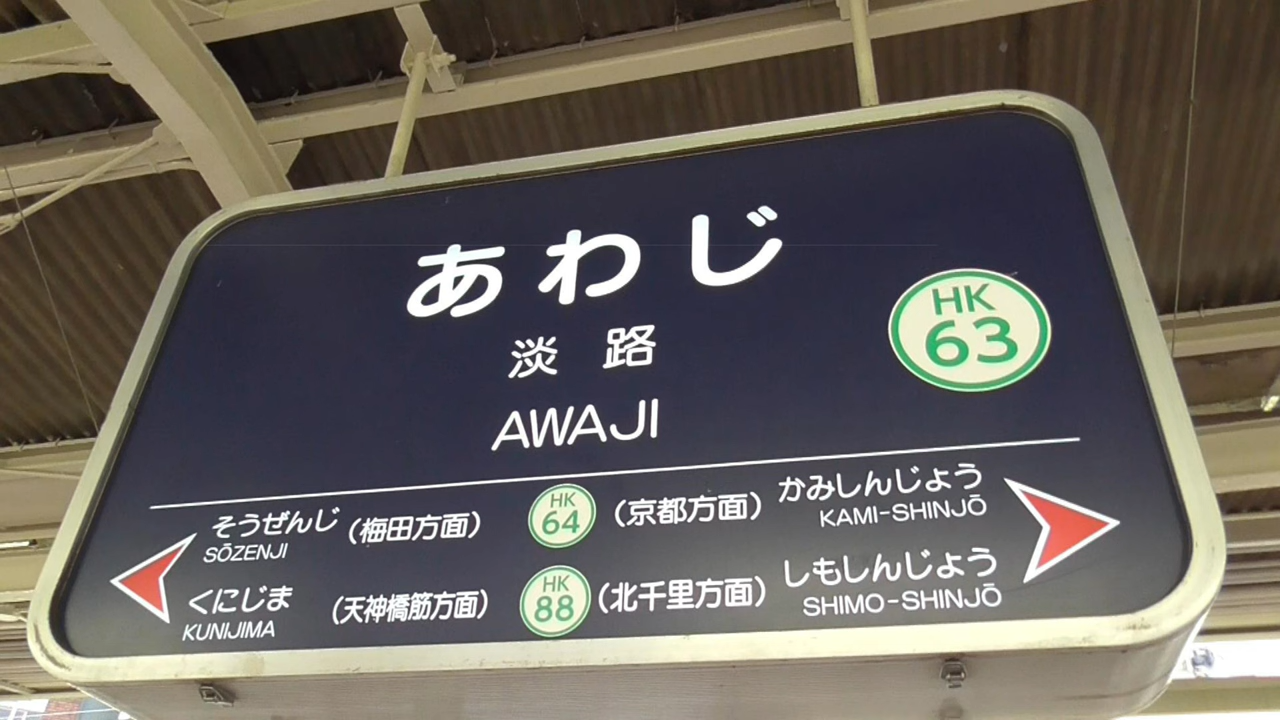 あわじ
淡路
AWAJI
HK
63
そうぜんじ (梅田方面)
SŌZENJI
HK
64
(京都方面) かみしんじよう
KAMI-SHINJŌ
くにじま (天神橋筋方面)
KUNIJIMA
HK
88
(北千里方面) しもしんじよう
SHIMO-SHINJŌ